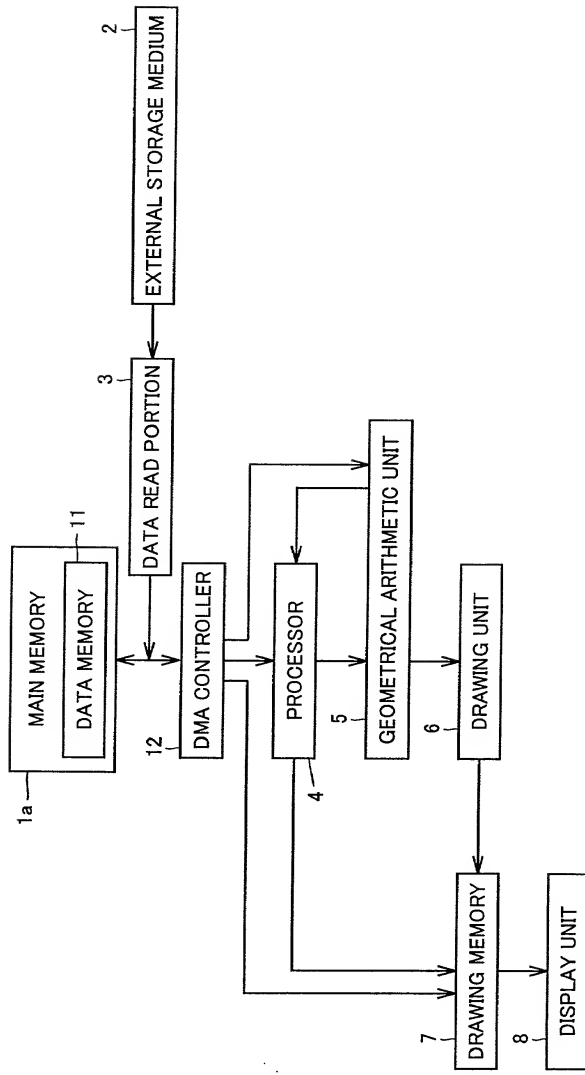 1a
MAIN MEMORY
11
DATA MEMORY
3
DATA READ PORTION
2
EXTERNAL STORAGE MEDIUM
12
DMA CONTROLLER
PROCESSOR
4
5
GEOMETRICAL ARITHMETIC UNIT
6
DRAWING UNIT
7
DRAWING MEMORY
8
DISPLAY UNIT